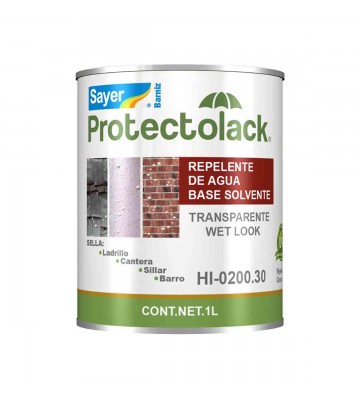 Sayer
Barniz
Protectolack®
REPELENTE
DE AGUA
BASE SOLVENTE
TRANSPARENTE
WET LOOK
SELLA:
• Ladrillo
• Cantera
• Sillar
• Barro
HI-0200.30
CONT.NET.1L